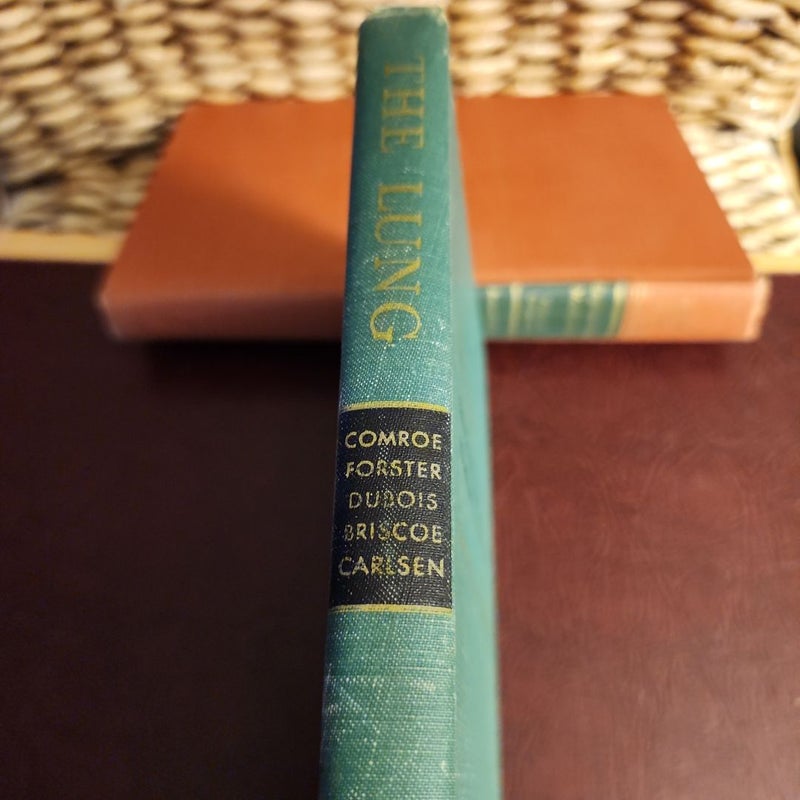 THE LUNG
COMROE
FORSTER
DUBOIS
BRISCOE
CARLSEN